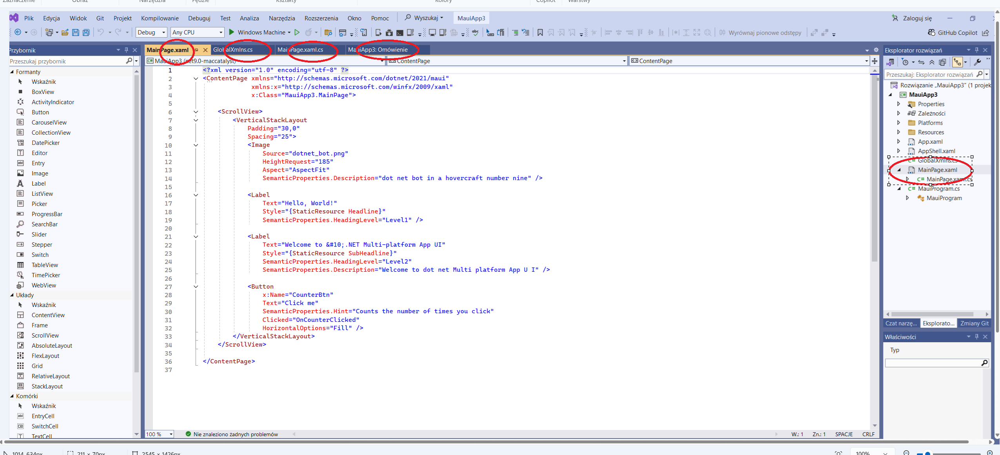 Zaznaczenie Obraz Narzędzia Pędzle Kształty Kolory Copilot Warstwy
Plik Edycja Widok Git Projekt Kompilowanie Debuguj Test Analiza Narzędzia Rozszerzenia Okno Pomoc Wyszukaj MauiApp3 Zaloguj się
Debug Any CPU Windows Machine Wyrównaj pionowe odstępy GitHub Copilot
Przybornik
Przeszukaj przybornik
Formanty
Wskaźnik
BoxView
ActivityIndicator
Button
CarouselView
CollectionView
DatePicker
Editor
Entry
Image
Label
ListView
Picker
ProgressBar
SearchBar
Slider
Stepper
Switch
TableView
TimePicker
WebView
Układy
Wskaźnik
ContentView
Frame
ScrollView
AbsoluteLayout
FlexLayout
Grid
RelativeLayout
StackLayout
Komórki
Wskaźnik
EntryCell
SwitchCell
TextCell
MainPage.xaml GlobalXmlns.cs MainPage.xaml.cs MauiApp3: Omówienie
MauiApp3 (net9.0-maccatalyst) ContentPage ContentPage
1 <?xml version="1.0" encoding="utf-8" ?>
2 <ContentPage xmlns="http://schemas.microsoft.com/dotnet/2021/maui"
3 xmlns:x="http://schemas.microsoft.com/winfx/2009/xaml"
4 x:Class="MauiApp3.MainPage">
5
6 <ScrollView>
7 <VerticalStackLayout
8 Padding="30,0"
9 Spacing="25">
10 <Image
11 Source="dotnet_bot.png"
12 HeightRequest="185"
13 Aspect="AspectFit"
14 SemanticProperties.Description="dot net bot in a hovercraft number nine" />
15
16 <Label
17 Text="Hello, World!"
18 Style="{StaticResource Headline}"
19 SemanticProperties.HeadingLevel="Level1" />
20
21 <Label
22 Text="Welcome to &#10;.NET Multi-platform App UI"
23 Style="{StaticResource SubHeadline}"
24 SemanticProperties.HeadingLevel="Level2"
25 SemanticProperties.Description="Welcome to dot net Multi platform App U I" />
26
27 <Button
28 x:Name="CounterBtn"
29 Text="Click me"
30 SemanticProperties.Hint="Counts the number of times you click"
31 Clicked="OnCounterClicked"
32 HorizontalOptions="Fill" />
33 </VerticalStackLayout>
34 </ScrollView>
35
36 </ContentPage>
37
100 % Nie znaleziono żadnych problemów W.: 1 Zn.: 1 SPACJE CRLF
Eksplorator rozwiązań
Przeszukaj: Eksplorator rozwiązań
Rozwiązanie „MauiApp3” (1 projek
MauiApp3
Properties
Zależności
Platforms
Resources
App.xaml
AppShell.xaml
GlobalXmlns.cs
MainPage.xaml
MainPage.xaml.cs
MauiProgram.cs
MauiProgram
Czat narzę... Eksplorato... Zmiany Git
Właściwości
Typ
1014, 634px 211 × 70px 2545 × 1426px 100%